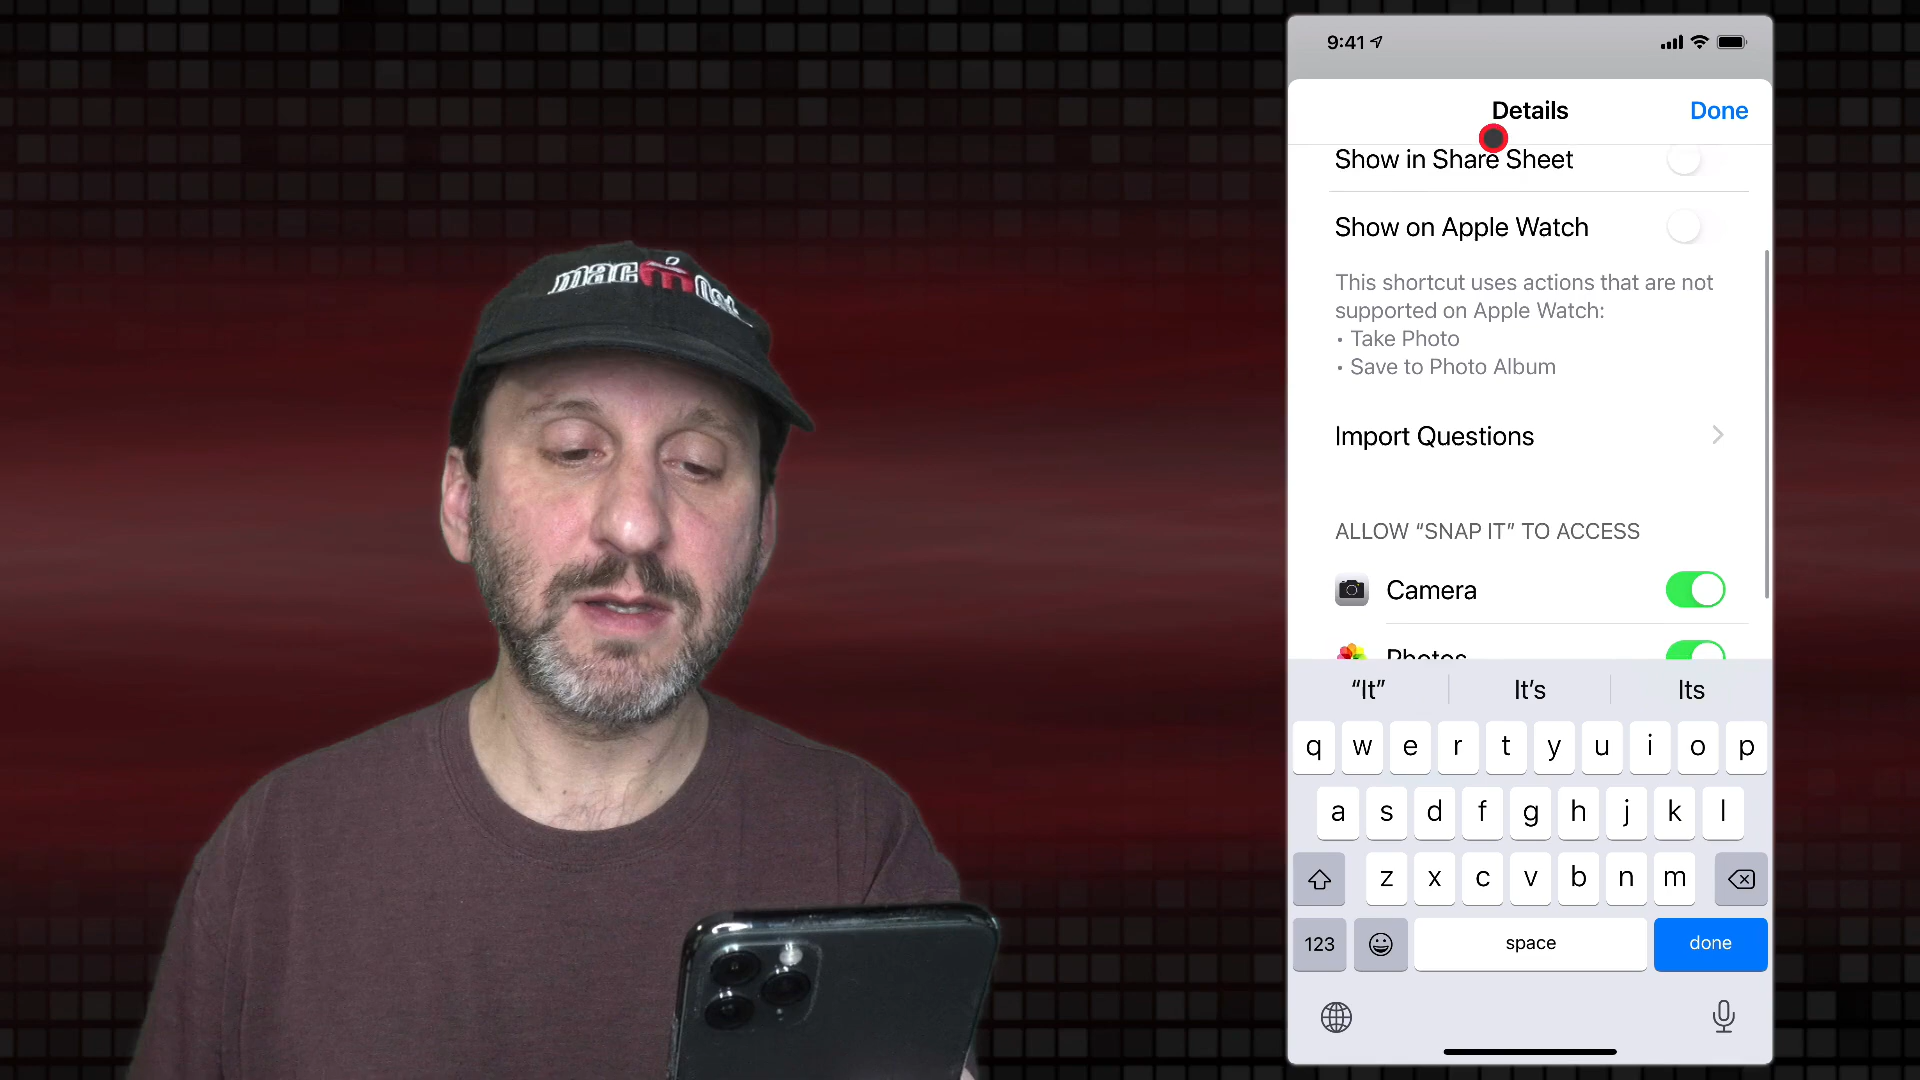 9:41
Details
Done
Show in Share Sheet
Show on Apple Watch
This shortcut uses actions that are not
supported on Apple Watch:
• Take Photo
• Save to Photo Album
Import Questions
ALLOW “SNAP IT” TO ACCESS
Camera
Photos
“It” It’s Its
q w e r t y u i o p
a s d f g h j k l
z x c v b n m
123 space done
mac